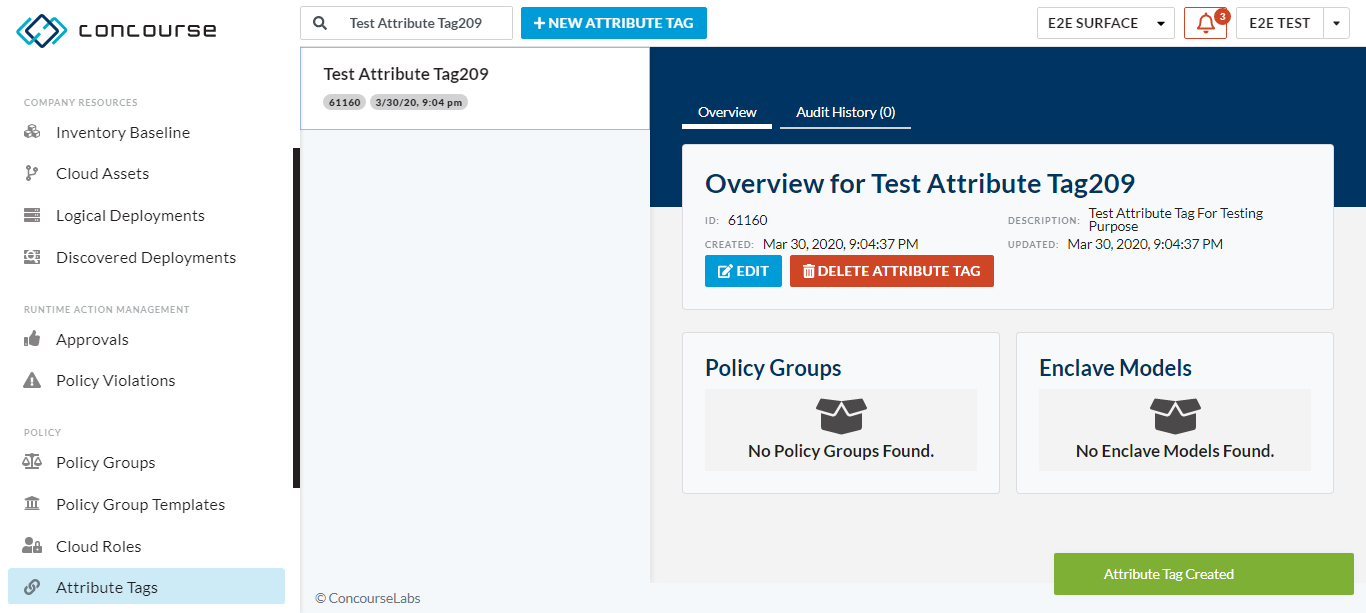 concourse
Test Attribute Tag209
+ NEW ATTRIBUTE TAG
E2E SURFACE
3
E2E TEST
COMPANY RESOURCES
Inventory Baseline
Cloud Assets
Logical Deployments
Discovered Deployments
RUNTIME ACTION MANAGEMENT
Approvals
Policy Violations
POLICY
Policy Groups
Policy Group Templates
Cloud Roles
Attribute Tags
Test Attribute Tag209
61160 3/30/20, 9:04 pm
Overview Audit History (0)
Overview for Test Attribute Tag209
ID: 61160
DESCRIPTION: Test Attribute Tag For Testing
Purpose
CREATED: Mar 30, 2020, 9:04:37 PM
UPDATED: Mar 30, 2020, 9:04:37 PM
EDIT
DELETE ATTRIBUTE TAG
Policy Groups
No Policy Groups Found.
Enclave Models
No Enclave Models Found.
Attribute Tag Created
© ConcourseLabs